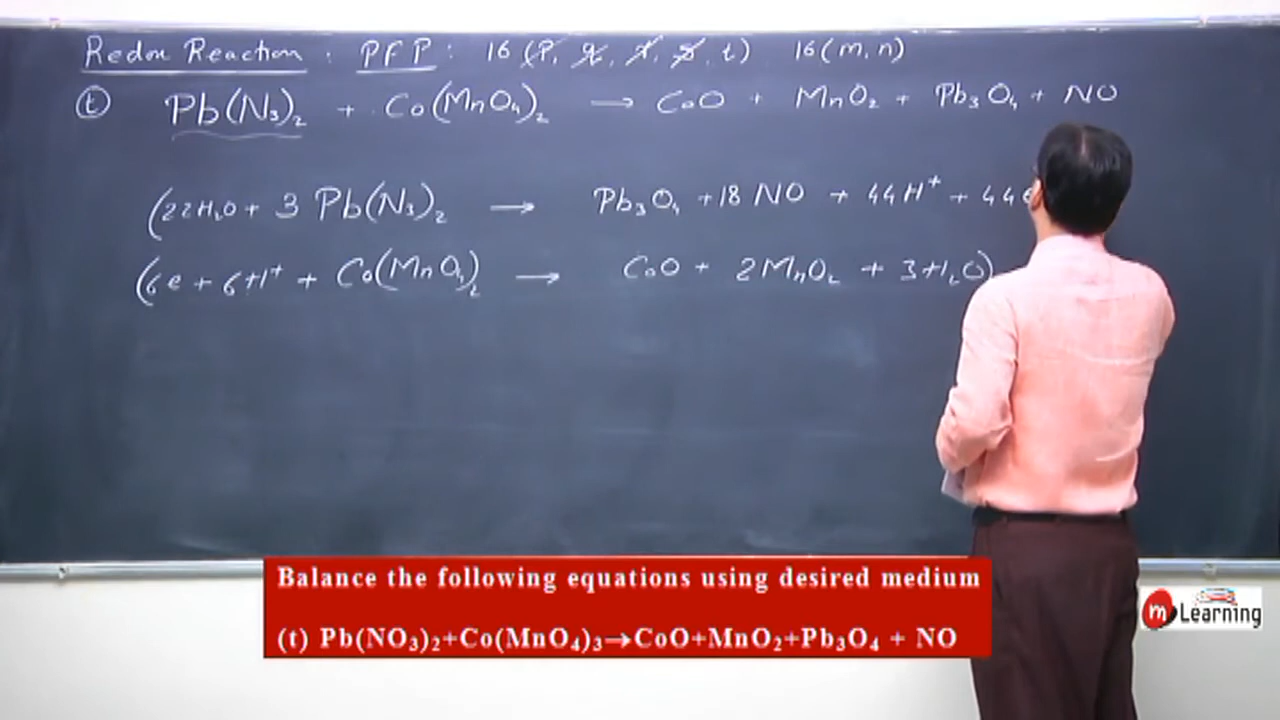 Redox Reaction : PfP : 16 (p, q, r, s, t) 16(m, n)
(t) Pb(N₃)₂ + Co(MnO₄)₂ → CoO + MnO₂ + Pb₃O₄ + NO
(22H₂O + 3 Pb(N₃)₂ → Pb₃O₄ + 18 NO + 44H⁺ + 44e
(6e + 6H⁺ + Co(MnO₄)₂ → CoO + 2MnO₂ + 3H₂O)
Balance the following equations using desired medium
(t) Pb(NO₃)₂+Co(MnO₄)₃→CoO+MnO₂+Pb₃O₄ + NO
m Learning